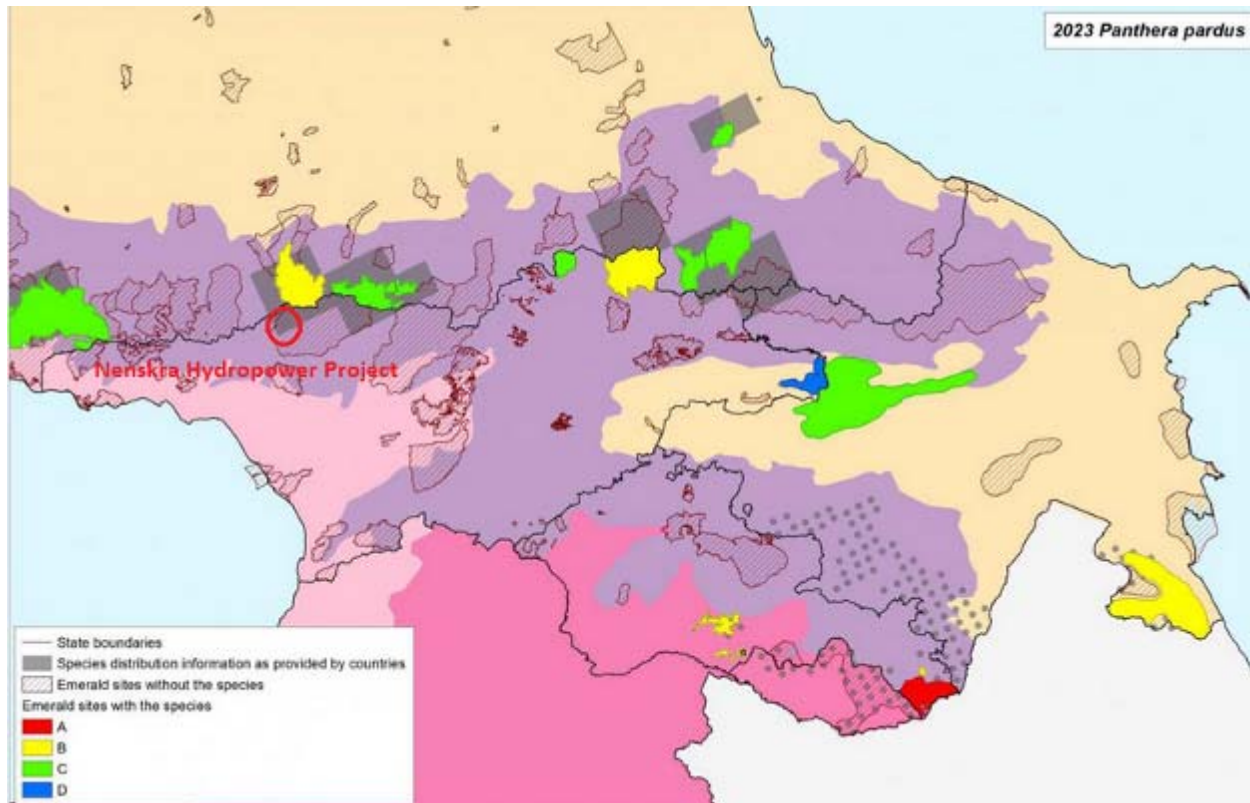 2023 Panthera pardus
Nenskra Hydropower Project
State boundaries
Species distribution information as provided by countries
Emerald sites without the species
Emerald sites with the species
A
B
C
D